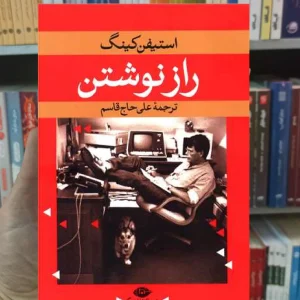 استیفن کینگ
راز نوشتن
ترجمهٔ علی حاج قاسم